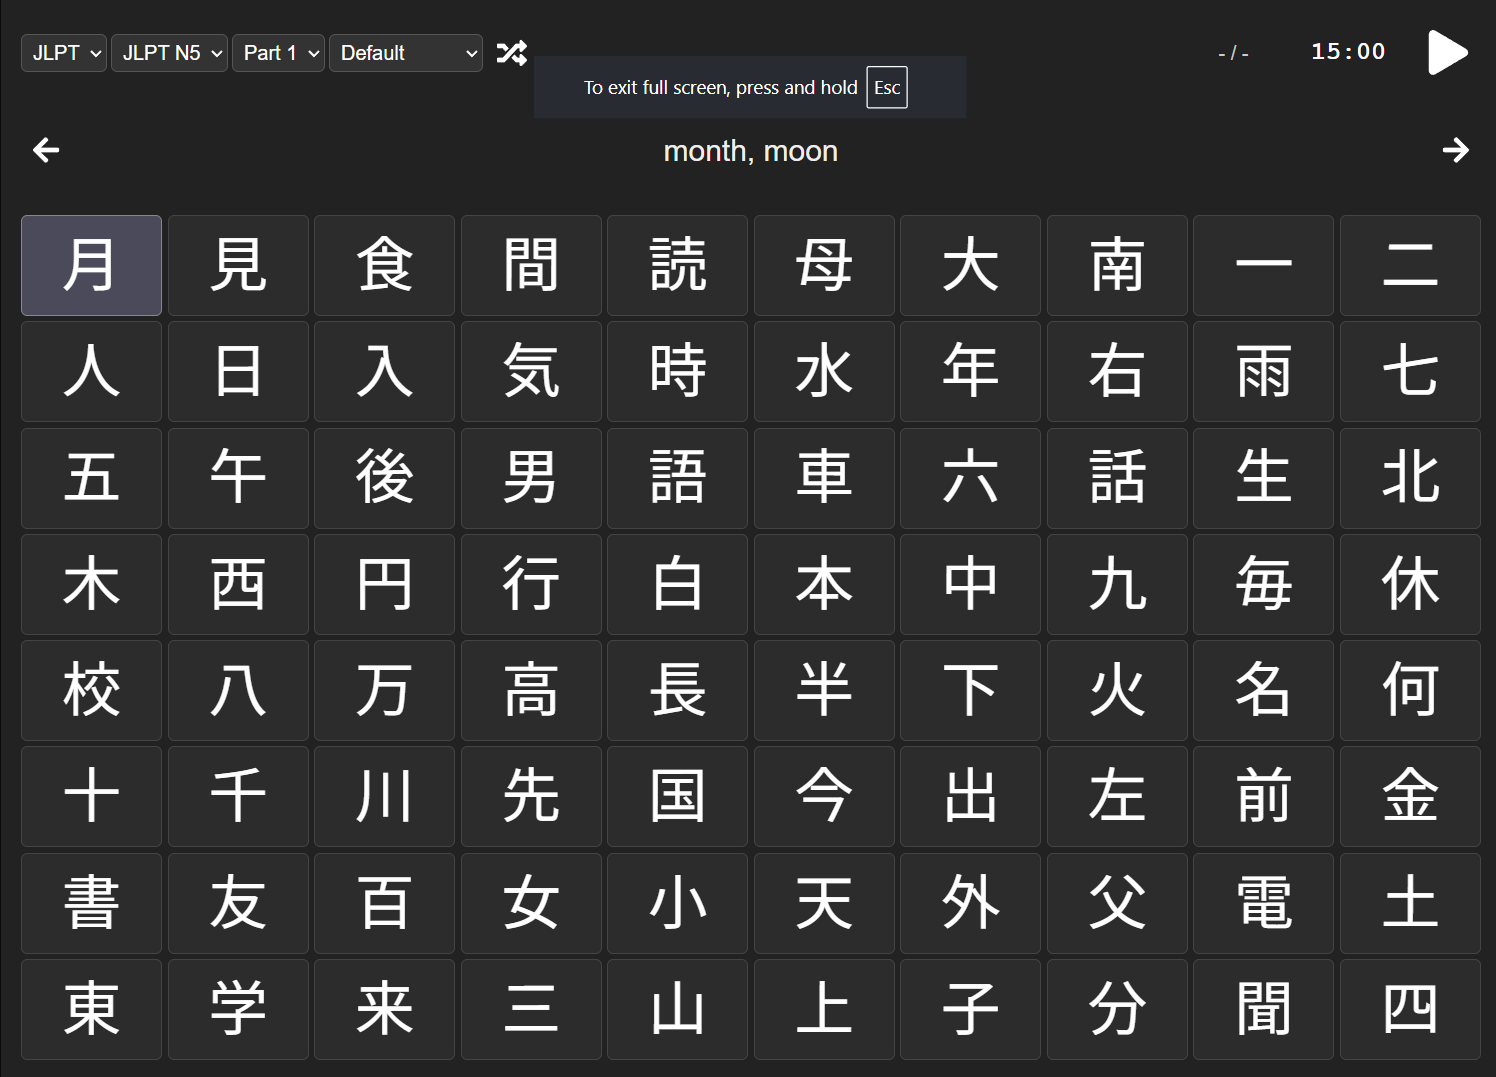 JLPT JLPT N5 Part 1 Default - / - 15:00
To exit full screen, press and hold Esc
month, moon
月 見 食 間 読 母 大 南 一 二
人 日 入 気 時 水 年 右 雨 七
五 午 後 男 語 車 六 話 生 北
木 西 円 行 白 本 中 九 毎 休
校 八 万 高 長 半 下 火 名 何
十 千 川 先 国 今 出 左 前 金
書 友 百 女 小 天 外 父 電 土
東 学 来 三 山 上 子 分 聞 四